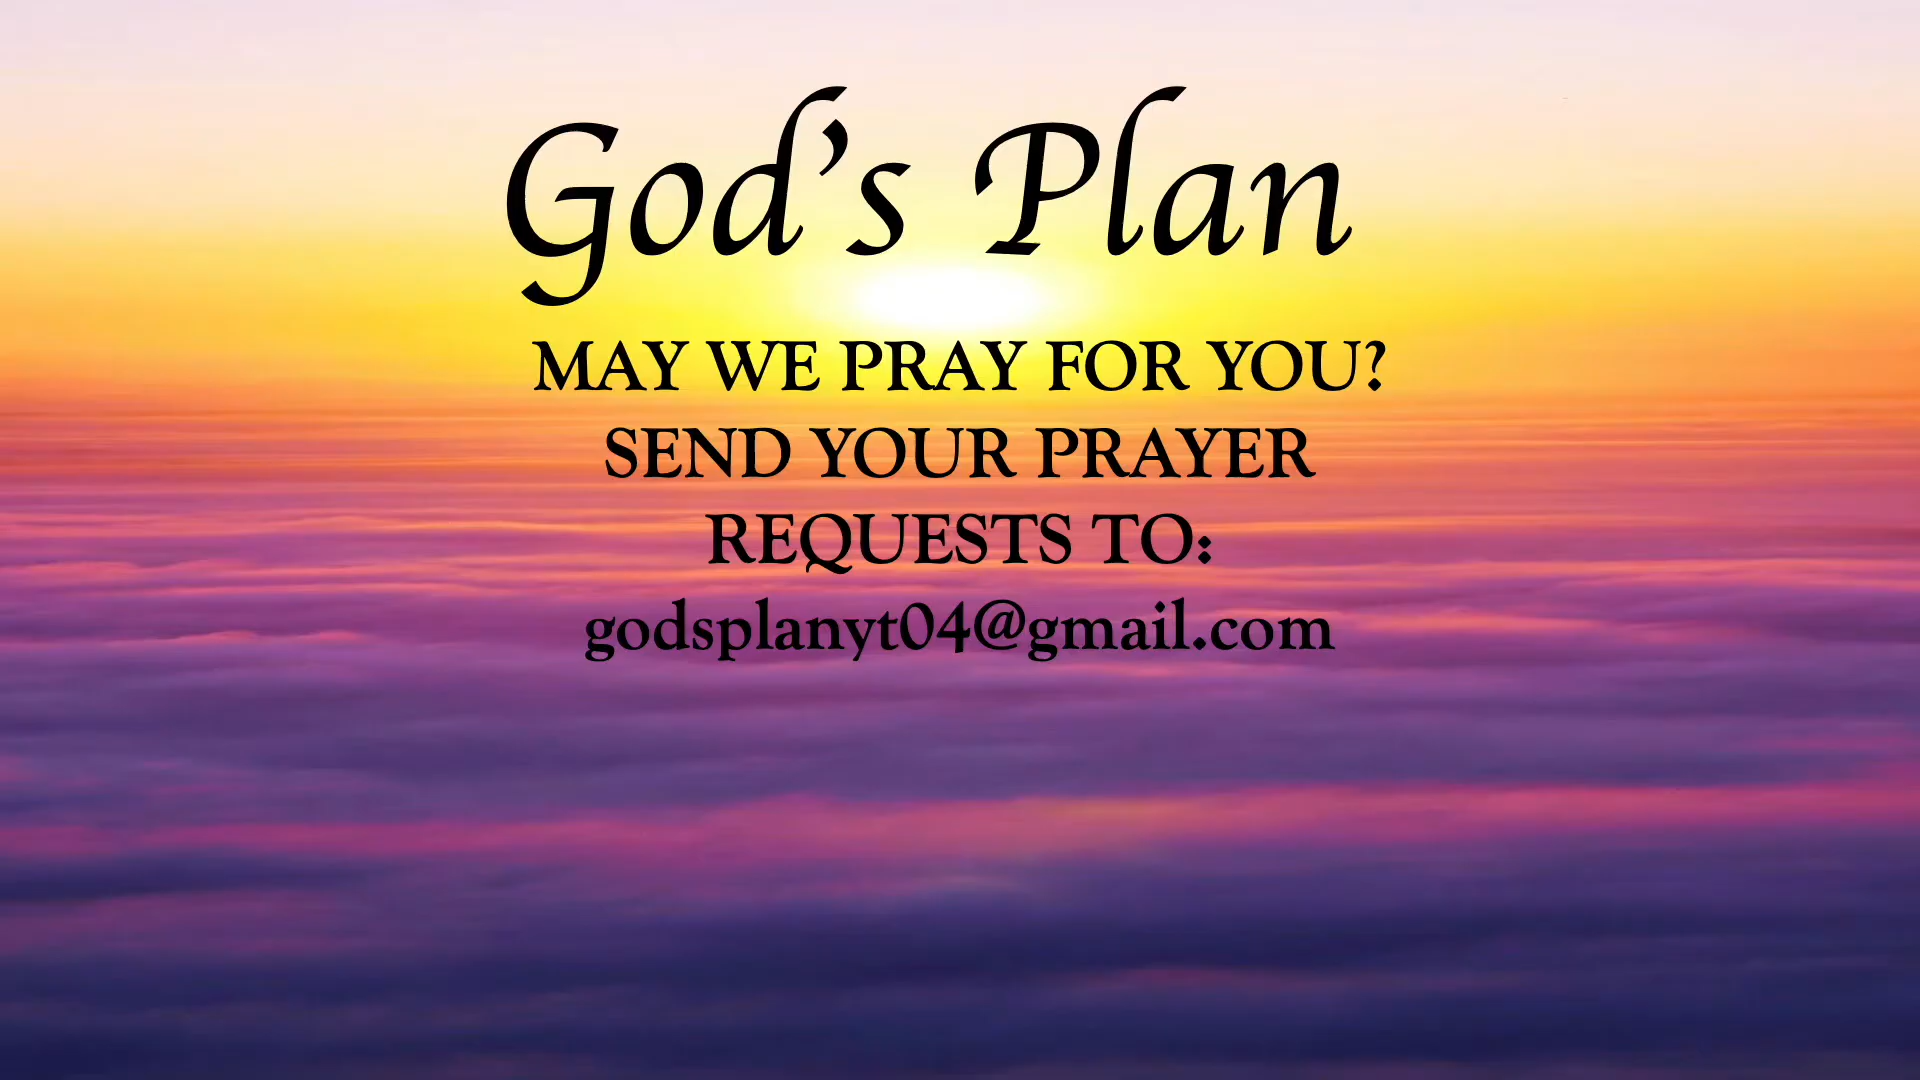 God's Plan
MAY WE PRAY FOR YOU?
SEND YOUR PRAYER
REQUESTS TO:
godsplanyt04@gmail.com